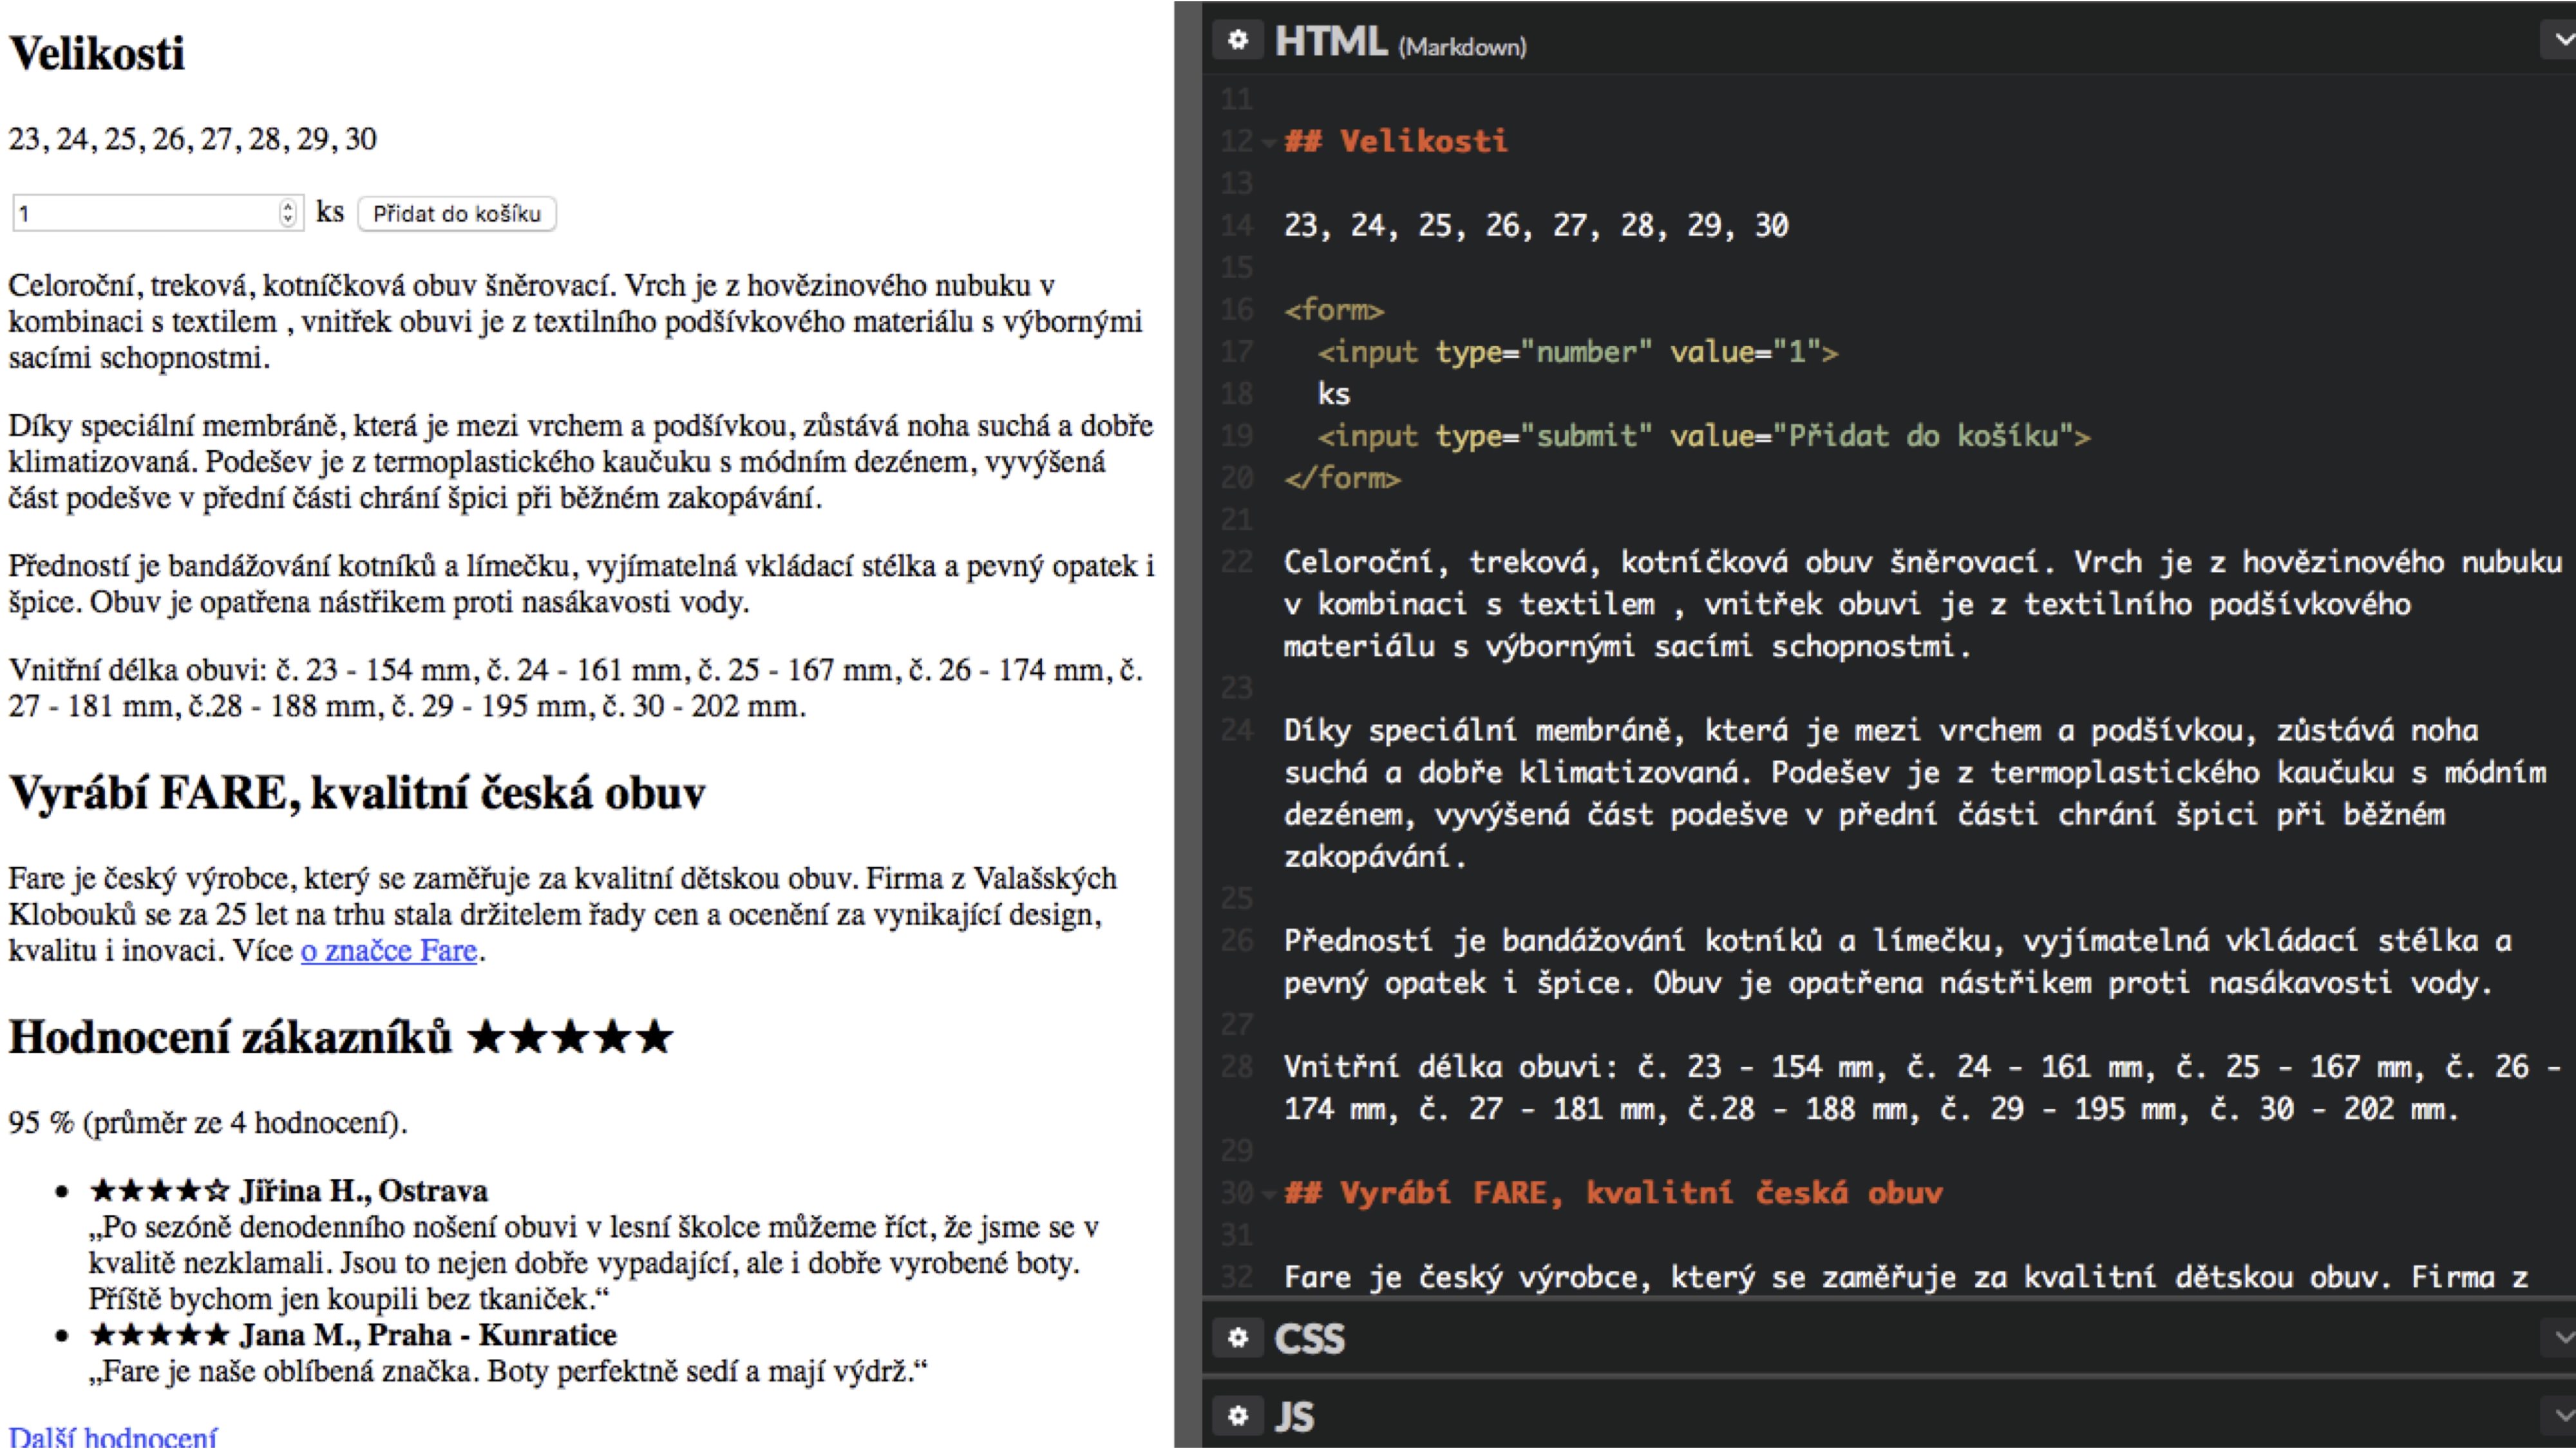 Velikosti
23, 24, 25, 26, 27, 28, 29, 30
1 ks Přidat do košíku
Celoroční, treková, kotníčková obuv šněrovací. Vrch je z hovězinového nubuku v
kombinaci s textilem , vnitřek obuvi je z textilního podšívkového materiálu s výbornými
sacími schopnostmi.
Díky speciální membráně, která je mezi vrchem a podšívkou, zůstává noha suchá a dobře
klimatizovaná. Podešev je z termoplastického kaučuku s módním dezénem, vyvýšená
část podešve v přední části chrání špici při běžném zakopávání.
Předností je bandážování kotníků a límečku, vyjímatelná vkládací stélka a pevný opatek i
špice. Obuv je opatřena nástřikem proti nasákavosti vody.
Vnitřní délka obuvi: č. 23 - 154 mm, č. 24 - 161 mm, č. 25 - 167 mm, č. 26 - 174 mm, č.
27 - 181 mm, č.28 - 188 mm, č. 29 - 195 mm, č. 30 - 202 mm.
Vyrábí FARE, kvalitní česká obuv
Fare je český výrobce, který se zaměřuje za kvalitní dětskou obuv. Firma z Valašských
Klobouků se za 25 let na trhu stala držitelem řady cen a ocenění za vynikající design,
kvalitu i inovaci. Více o značce Fare.
Hodnocení zákazníků ★★★★★
95 % (průměr ze 4 hodnocení).
• ★★★★☆ Jiřina H., Ostrava
„Po sezóně denodenního nošení obuvi v lesní školce můžeme říct, že jsme se v
kvalitě nezklamali. Jsou to nejen dobře vypadající, ale i dobře vyrobené boty.
Příště bychom jen koupili bez tkaniček.“
• ★★★★★ Jana M., Praha - Kunratice
„Fare je naše oblíbená značka. Boty perfektně sedí a mají výdrž.“
Další hodnocení
HTML (Markdown)
11
12 ## Velikosti
13
14 23, 24, 25, 26, 27, 28, 29, 30
15
16 <form>
17 <input type="number" value="1">
18 ks
19 <input type="submit" value="Přidat do košíku">
20 </form>
21
22 Celoroční, treková, kotníčková obuv šněrovací. Vrch je z hovězinového nubuku
v kombinaci s textilem , vnitřek obuvi je z textilního podšívkového
materiálu s výbornými sacími schopnostmi.
23
24 Díky speciální membráně, která je mezi vrchem a podšívkou, zůstává noha
suchá a dobře klimatizovaná. Podešev je z termoplastického kaučuku s módním
dezénem, vyvýšená část podešve v přední části chrání špici při běžném
zakopávání.
25
26 Předností je bandážování kotníků a límečku, vyjímatelná vkládací stélka a
pevný opatek i špice. Obuv je opatřena nástřikem proti nasákavosti vody.
27
28 Vnitřní délka obuvi: č. 23 - 154 mm, č. 24 - 161 mm, č. 25 - 167 mm, č. 26 -
174 mm, č. 27 - 181 mm, č.28 - 188 mm, č. 29 - 195 mm, č. 30 - 202 mm.
29
30 ## Vyrábí FARE, kvalitní česká obuv
31
32 Fare je český výrobce, který se zaměřuje za kvalitní dětskou obuv. Firma z
CSS
JS